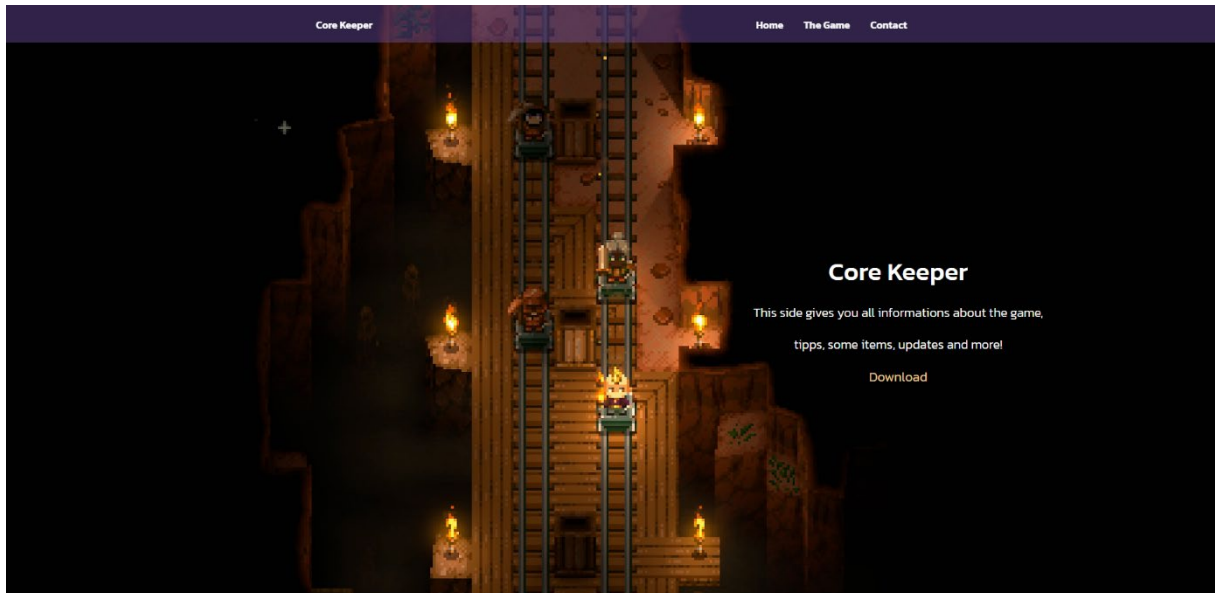 Core Keeper
Home The Game Contact
Core Keeper
This side gives you all informations about the game,
tipps, some items, updates and more!
Download